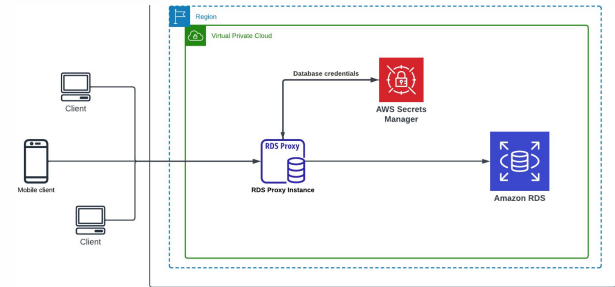 Region
Virtual Private Cloud
Database credentials
Client
AWS Secrets
Manager
RDS Proxy
Mobile client
RDS Proxy Instance
Amazon RDS
Client